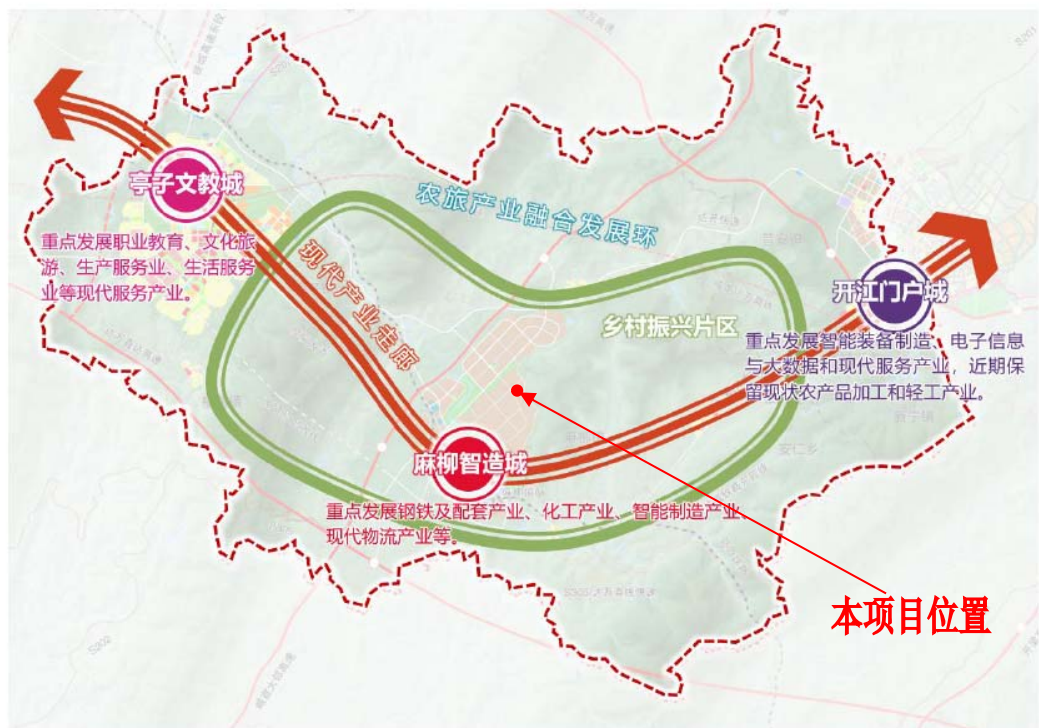 亭子文教城
重点发展职业教育、文化旅
游、生产服务业、生活服务
业等现代服务产业。
农旅产业融合发展环
现代产业走廊
乡村振兴片区
开江门户城
重点发展智能装备制造、电子信息
与大数据和现代服务产业，近期保
留现状农产品加工和轻工产业。
麻柳智造城
重点发展钢铁及配套产业、化工产业、智能制造产业、
现代物流产业等。
安仁乡
S202
S201
本项目位置